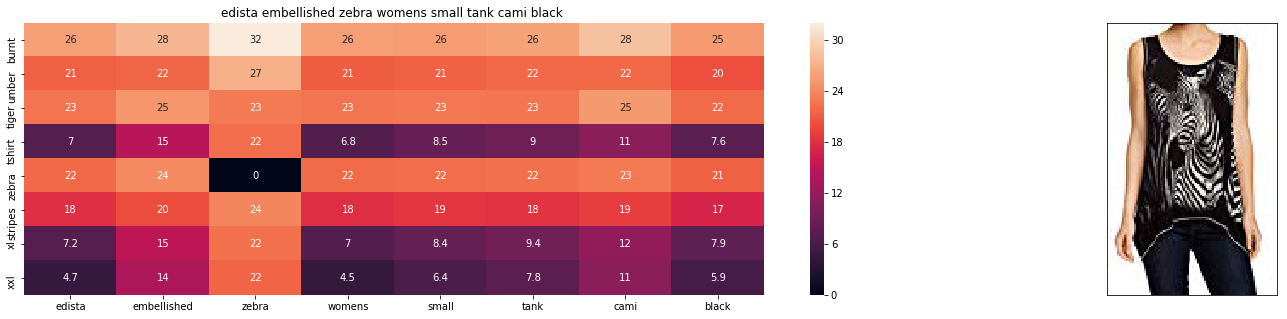 edista embellished zebra womens small tank cami black
burnt 26 28 32 26 26 26 28 25
umber 21 22 27 21 21 22 22 20
tiger 23 25 23 23 23 23 25 22
tshirt 7 15 22 6.8 8.5 9 11 7.6
zebra 22 24 0 22 22 22 23 21
stripes 18 20 24 18 19 18 19 17
xl 7.2 15 22 7 8.4 9.4 12 7.9
xxl 4.7 14 22 4.5 6.4 7.8 11 5.9
edista embellished zebra womens small tank cami black
30
24
18
12
6
0